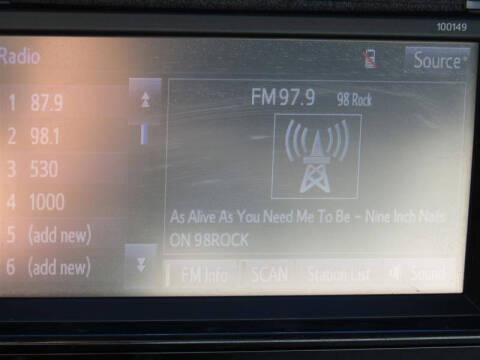 100149
Radio
Source
FM 97.9 98 Rock
1 87.9
2 98.1
3 530
4 1000
5 (add new)
6 (add new)
As Alive As You Need Me To Be - Nine Inch Nails
ON 98ROCK
FM Info SCAN Station List Sound